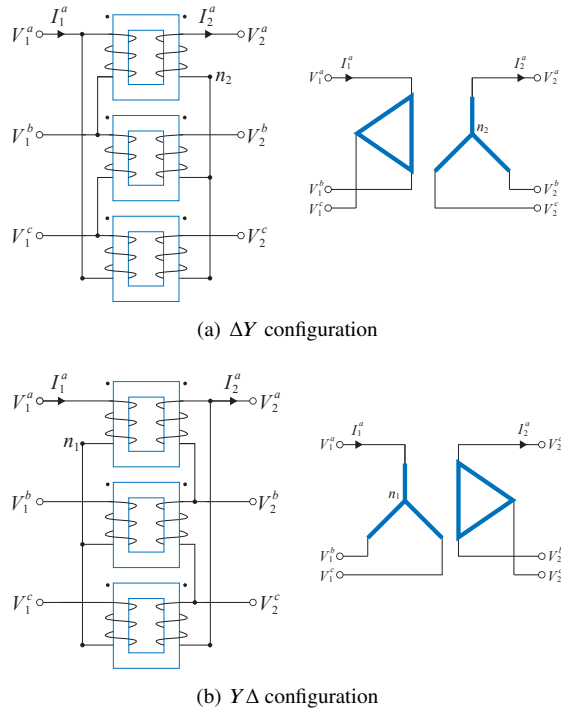 I_1^a I_2^a
V_1^a V_2^a
n_2
V_1^b V_2^b
V_1^c V_2^c
I_1^a I_2^a
V_1^a V_2^a
n_2
V_1^b V_2^b
V_1^c V_2^c
(a) ΔY configuration
I_1^a I_2^a
V_1^a V_2^a
n_1
V_1^b V_2^b
V_1^c V_2^c
I_1^a I_2^a
V_1^a V_2^c
n_1
V_1^b V_2^b
V_1^c V_2^c
(b) YΔ configuration